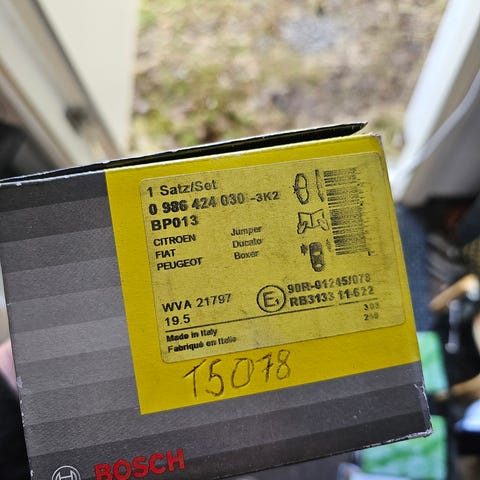 1 Satz/Set
0 986 424 030 -3K2
BP013
CITROEN Jumper
FIAT Ducato
PEUGEOT Boxer
WVA 21797
19.5
E1 90R-01245/078
RB3133 11-622
Made in Italy
Fabriqué en Italie
T5078
BOSCH